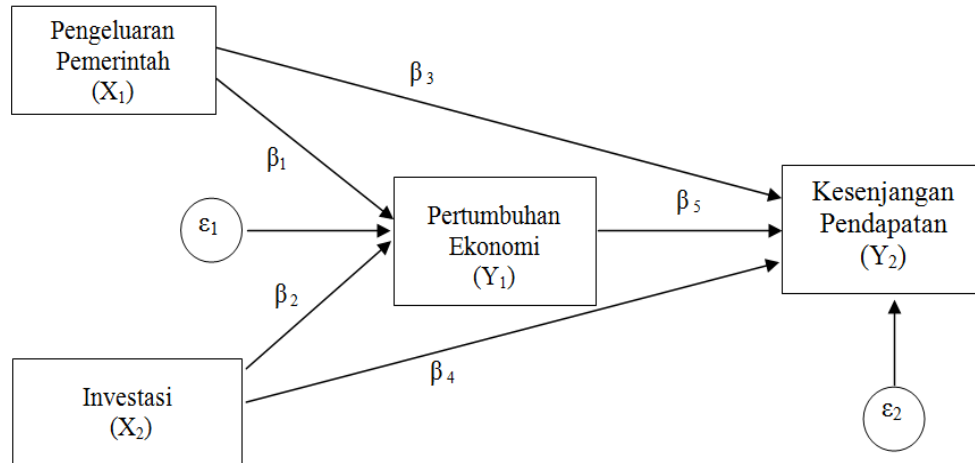 Pengeluaran
Pemerintah
(X₁)
β₃
β₁
ε₁
Pertumbuhan
Ekonomi
(Y₁)
β₅
Kesenjangan
Pendapatan
(Y₂)
β₂
β₄
Investasi
(X₂)
ε₂